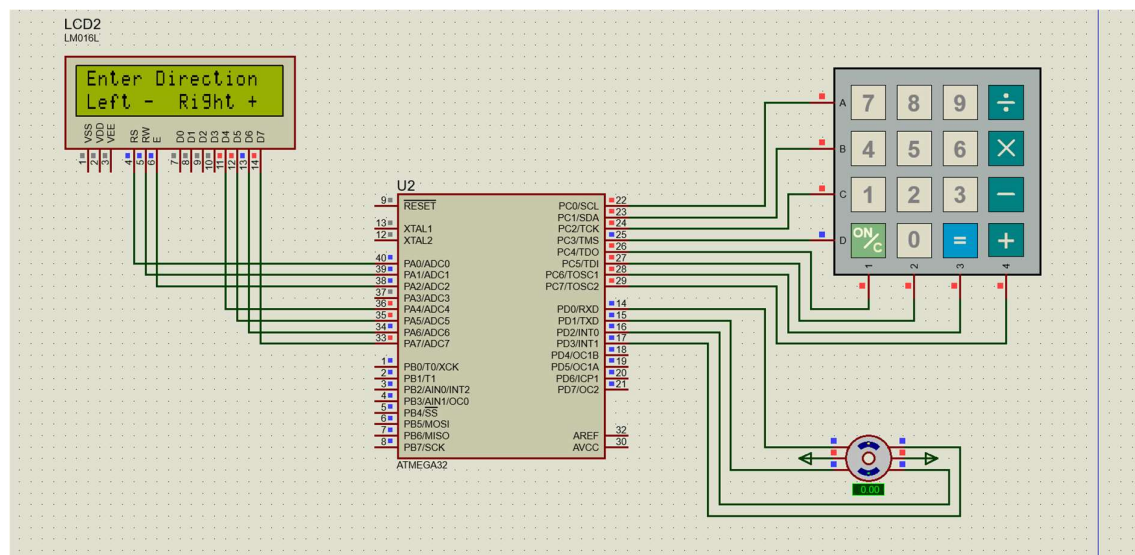 LCD2
LM016L
Enter Direction
Left - Right +
VSS
VDD
VEE
RS
RW
E
D0
D1
D2
D3
D4
D5
D6
D7
1
2
3
4
5
6
7
8
9
10
11
12
13
14
U2
9 RESET
13 XTAL1
12 XTAL2
40 PA0/ADC0
39 PA1/ADC1
38 PA2/ADC2
37 PA3/ADC3
36 PA4/ADC4
35 PA5/ADC5
34 PA6/ADC6
33 PA7/ADC7
1 PB0/T0/XCK
2 PB1/T1
3 PB2/AIN0/INT2
4 PB3/AIN1/OC0
5 PB4/SS
6 PB5/MOSI
7 PB6/MISO
8 PB7/SCK
PC0/SCL 22
PC1/SDA 23
PC2/TCK 24
PC3/TMS 25
PC4/TDO 26
PC5/TDI 27
PC6/TOSC1 28
PC7/TOSC2 29
PD0/RXD 14
PD1/TXD 15
PD2/INT0 16
PD3/INT1 17
PD4/OC1B 18
PD5/OC1A 19
PD6/ICP1 20
PD7/OC2 21
AREF 32
AVCC 30
ATMEGA32
A 7 8 9 ÷
B 4 5 6 ×
C 1 2 3 −
D ON/C 0 = +
1 2 3 4
0.00